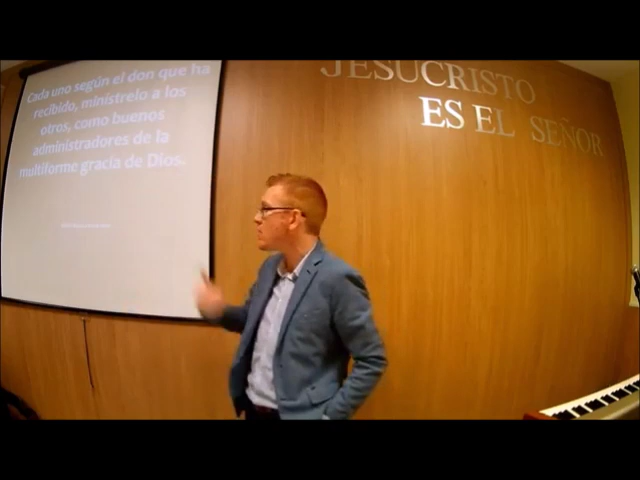 Cada uno según el don que ha
recibido, minístrelo a los
otros, como buenos
administradores de la
multiforme gracia de Dios.
JESUCRISTO
ES EL SEÑOR